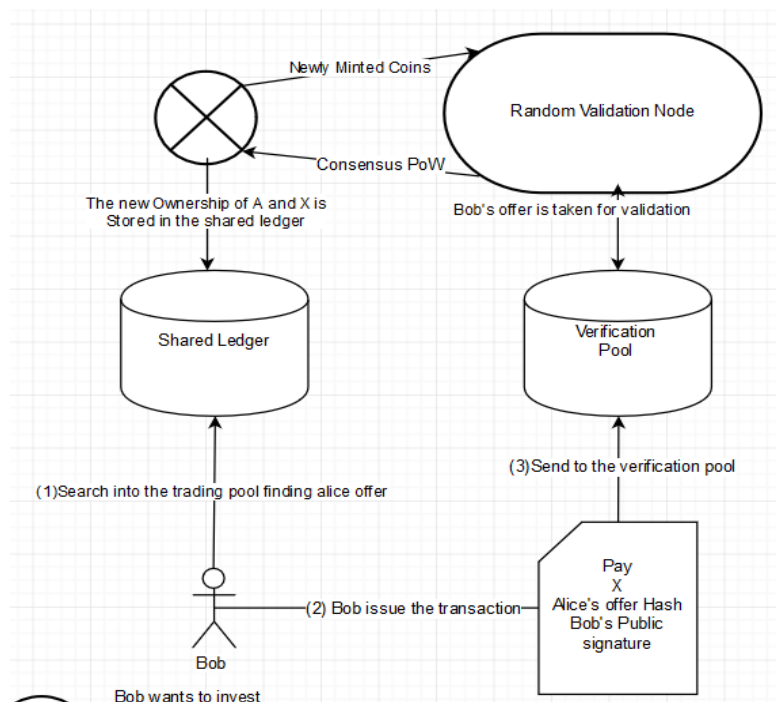 Newly Minted Coins
Random Validation Node
Consensus PoW
The new Ownership of A and X is
Stored in the shared ledger
Bob's offer is taken for validation
Shared Ledger
Verification
Pool
(1)Search into the trading pool finding alice offer
(3)Send to the verification pool
Pay
X
Alice's offer Hash
Bob's Public
signature
(2) Bob issue the transaction
Bob
Bob wants to invest